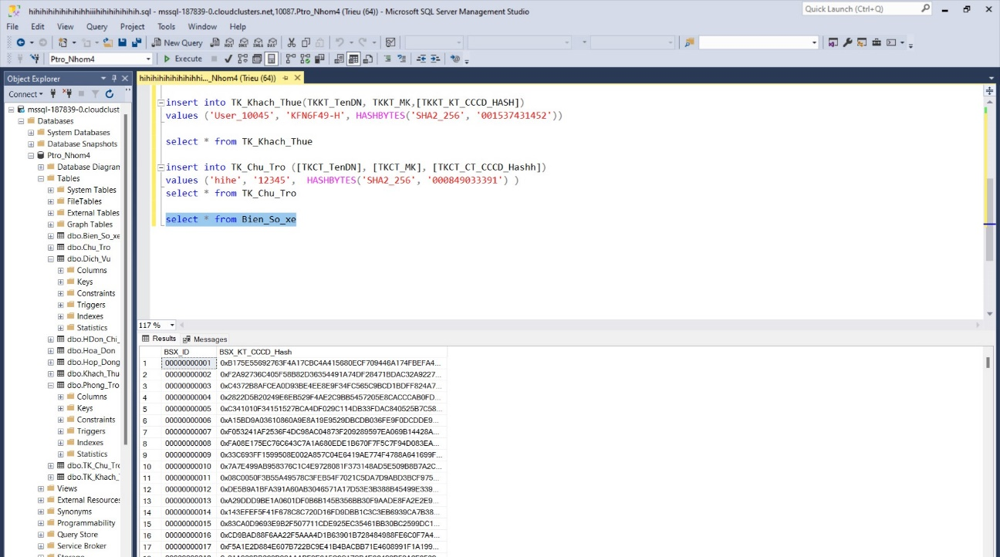 hihihihihihihihhiiihihihihihihih.sql - mssql-187839-0.cloudclusters.net,10087.Ptro_Nhom4 (Trieu (64)) - Microsoft SQL Server Management Studio
Quick Launch (Ctrl+Q)
File Edit View Query Project Tools Window Help
New Query
Ptro_Nhom4 Execute
Object Explorer
hihihihihihihihihhi..._Nhom4 (Trieu (64))
Connect
mssql-187839-0.cloudclust
Databases
System Databases
Database Snapshots
Ptro_Nhom4
Database Diagran
Tables
System Tables
FileTables
External Tables
Graph Tables
dbo.Bien_So_xe
dbo.Chu_Tro
dbo.Dich_Vu
Columns
Keys
Constraints
Triggers
Indexes
Statistics
dbo.HDon_Chi_
dbo.Hoa_Don
dbo.Hop_Dong
dbo.Khach_Thu
dbo.Phong_Tro
Columns
Keys
Constraints
Triggers
Indexes
Statistics
dbo.TK_Chu_Tro
dbo.TK_Khach_
Views
External Resources
Synonyms
Programmability
Query Store
Service Broker
Storage
insert into TK_Khach_Thue(TKKT_TenDN, TKKT_MK,[TKKT_KT_CCCD_HASH])
values ('User_10045', 'KFN6F49-H', HASHBYTES('SHA2_256', '001537431452'))
select * from TK_Khach_Thue
insert into TK_Chu_Tro ([TKCT_TenDN], [TKCT_MK], [TKCT_CT_CCCD_Hashh])
values ('hihe', '12345', HASHBYTES('SHA2_256', '000849033391') )
select * from TK_Chu_Tro
select * from Bien_So_xe
117 %
Results Messages
BSX_ID BSX_KT_CCCD_Hash
1 00000000001 0xB175E55692763F4A17CBC4A415680ECF709446A174FBEFA4...
2 00000000002 0xF2A92736C405F58B82D36354491A74DF28471BDAC32A9227...
3 00000000003 0xC4372B8AFCEA0D93BE4EE8E9F34FC565C9BCD1BDFF824A7...
4 00000000004 0x2822D5B20249E6EB529F4AE2C9BB5457205E8CACCCAB0FD...
5 00000000005 0xC341010F34151527BCA4DF029C114DB33FDAC840525B7C58...
6 00000000006 0xA15BD9A03610860A9E8A19E9529DBCDB036FE9F0DCDDE9...
7 00000000007 0xF053241AF2536F4DC98AC04873F209289597EA069B14428A...
8 00000000008 0xFA08E175EC76C643C7A1A680EDE1B670F7F5C7F94D083EA...
9 00000000009 0x33C693FF1599508E002A857C04E6419AE774F4788A641699F...
10 00000000010 0x7A7E499AB958376C1C4E9728081F373148AD5E509B8B7A2C...
11 00000000011 0x08C0050F3B55A49578C3FEB54F7021C5DA7D9ABD3BCF975...
12 00000000012 0xDE5B9A1BFA391A60AB3046571A17D53E3B388B45499E339...
13 00000000013 0xA29DDD9BE1A0601DF0B6B145B356BB30F9AADE8FA2E2E9...
14 00000000014 0x143EFEF5F41F678C8C720D16FD9DBB1C3C3EB6939CA7B38...
15 00000000015 0x83CA0D9693E9B2F507711CDE925EC35461BB30BC2599DC1...
16 00000000016 0xCD9BAD88F6AA22F5AAA4D1B63901B728484988FE6C0F7A4...
17 00000000017 0xF5A1E2D884E607B722BC9E41B4BACBB71E4608991F1A199...